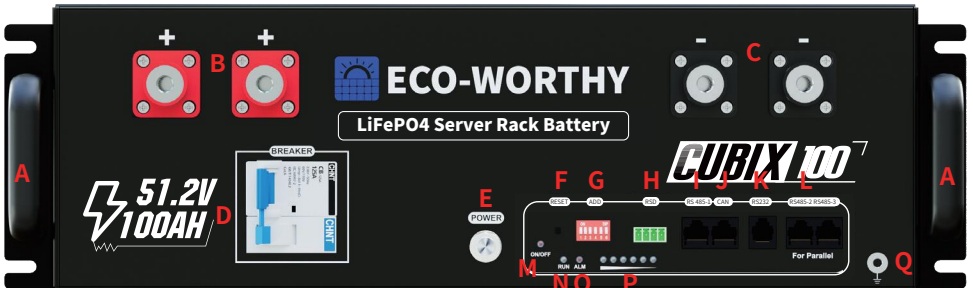 + + - -
B C
ECO-WORTHY
LiFePO4 Server Rack Battery
CUBIX 100
A A
BREAKER
51.2V
100AH
D
CHNT
CHNT
E F G H I J K L
POWER RESET ADD RSD RS 485-1 CAN RS232 RS485-2 RS485-3
ON/OFF
For Parallel
M RUN ALM Q
N O P